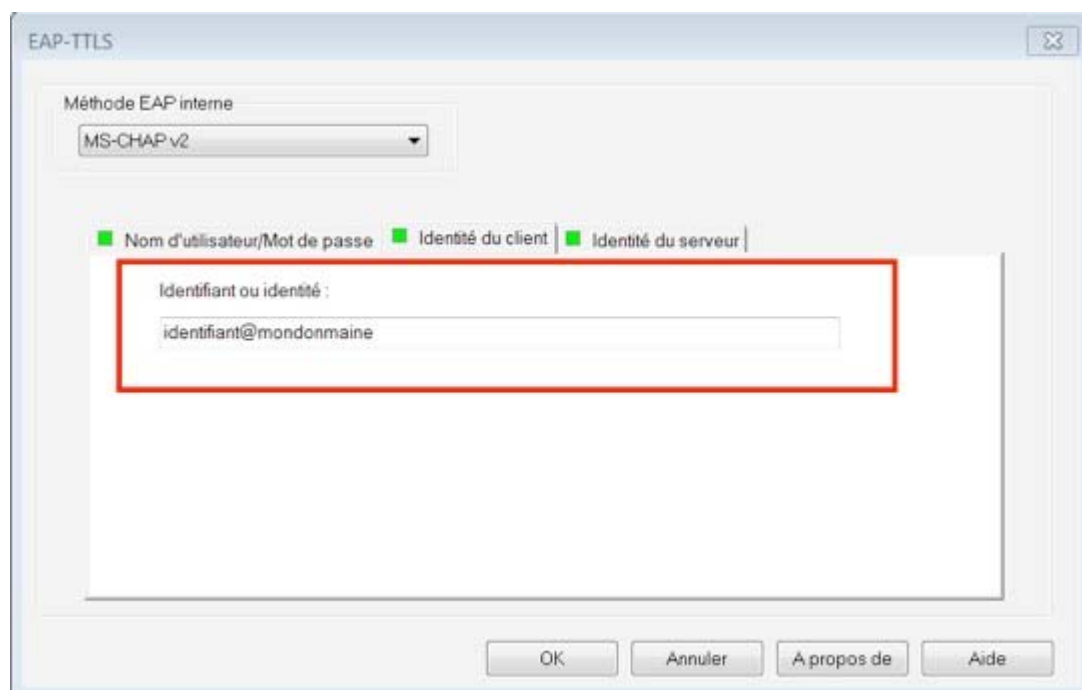 EAP-TTLS
Méthode EAP interne
MS-CHAP v2
Nom d'utilisateur/Mot de passe Identité du client Identité du serveur
Identifiant ou identité :
identifiant@mondonmaine
OK Annuler A propos de Aide